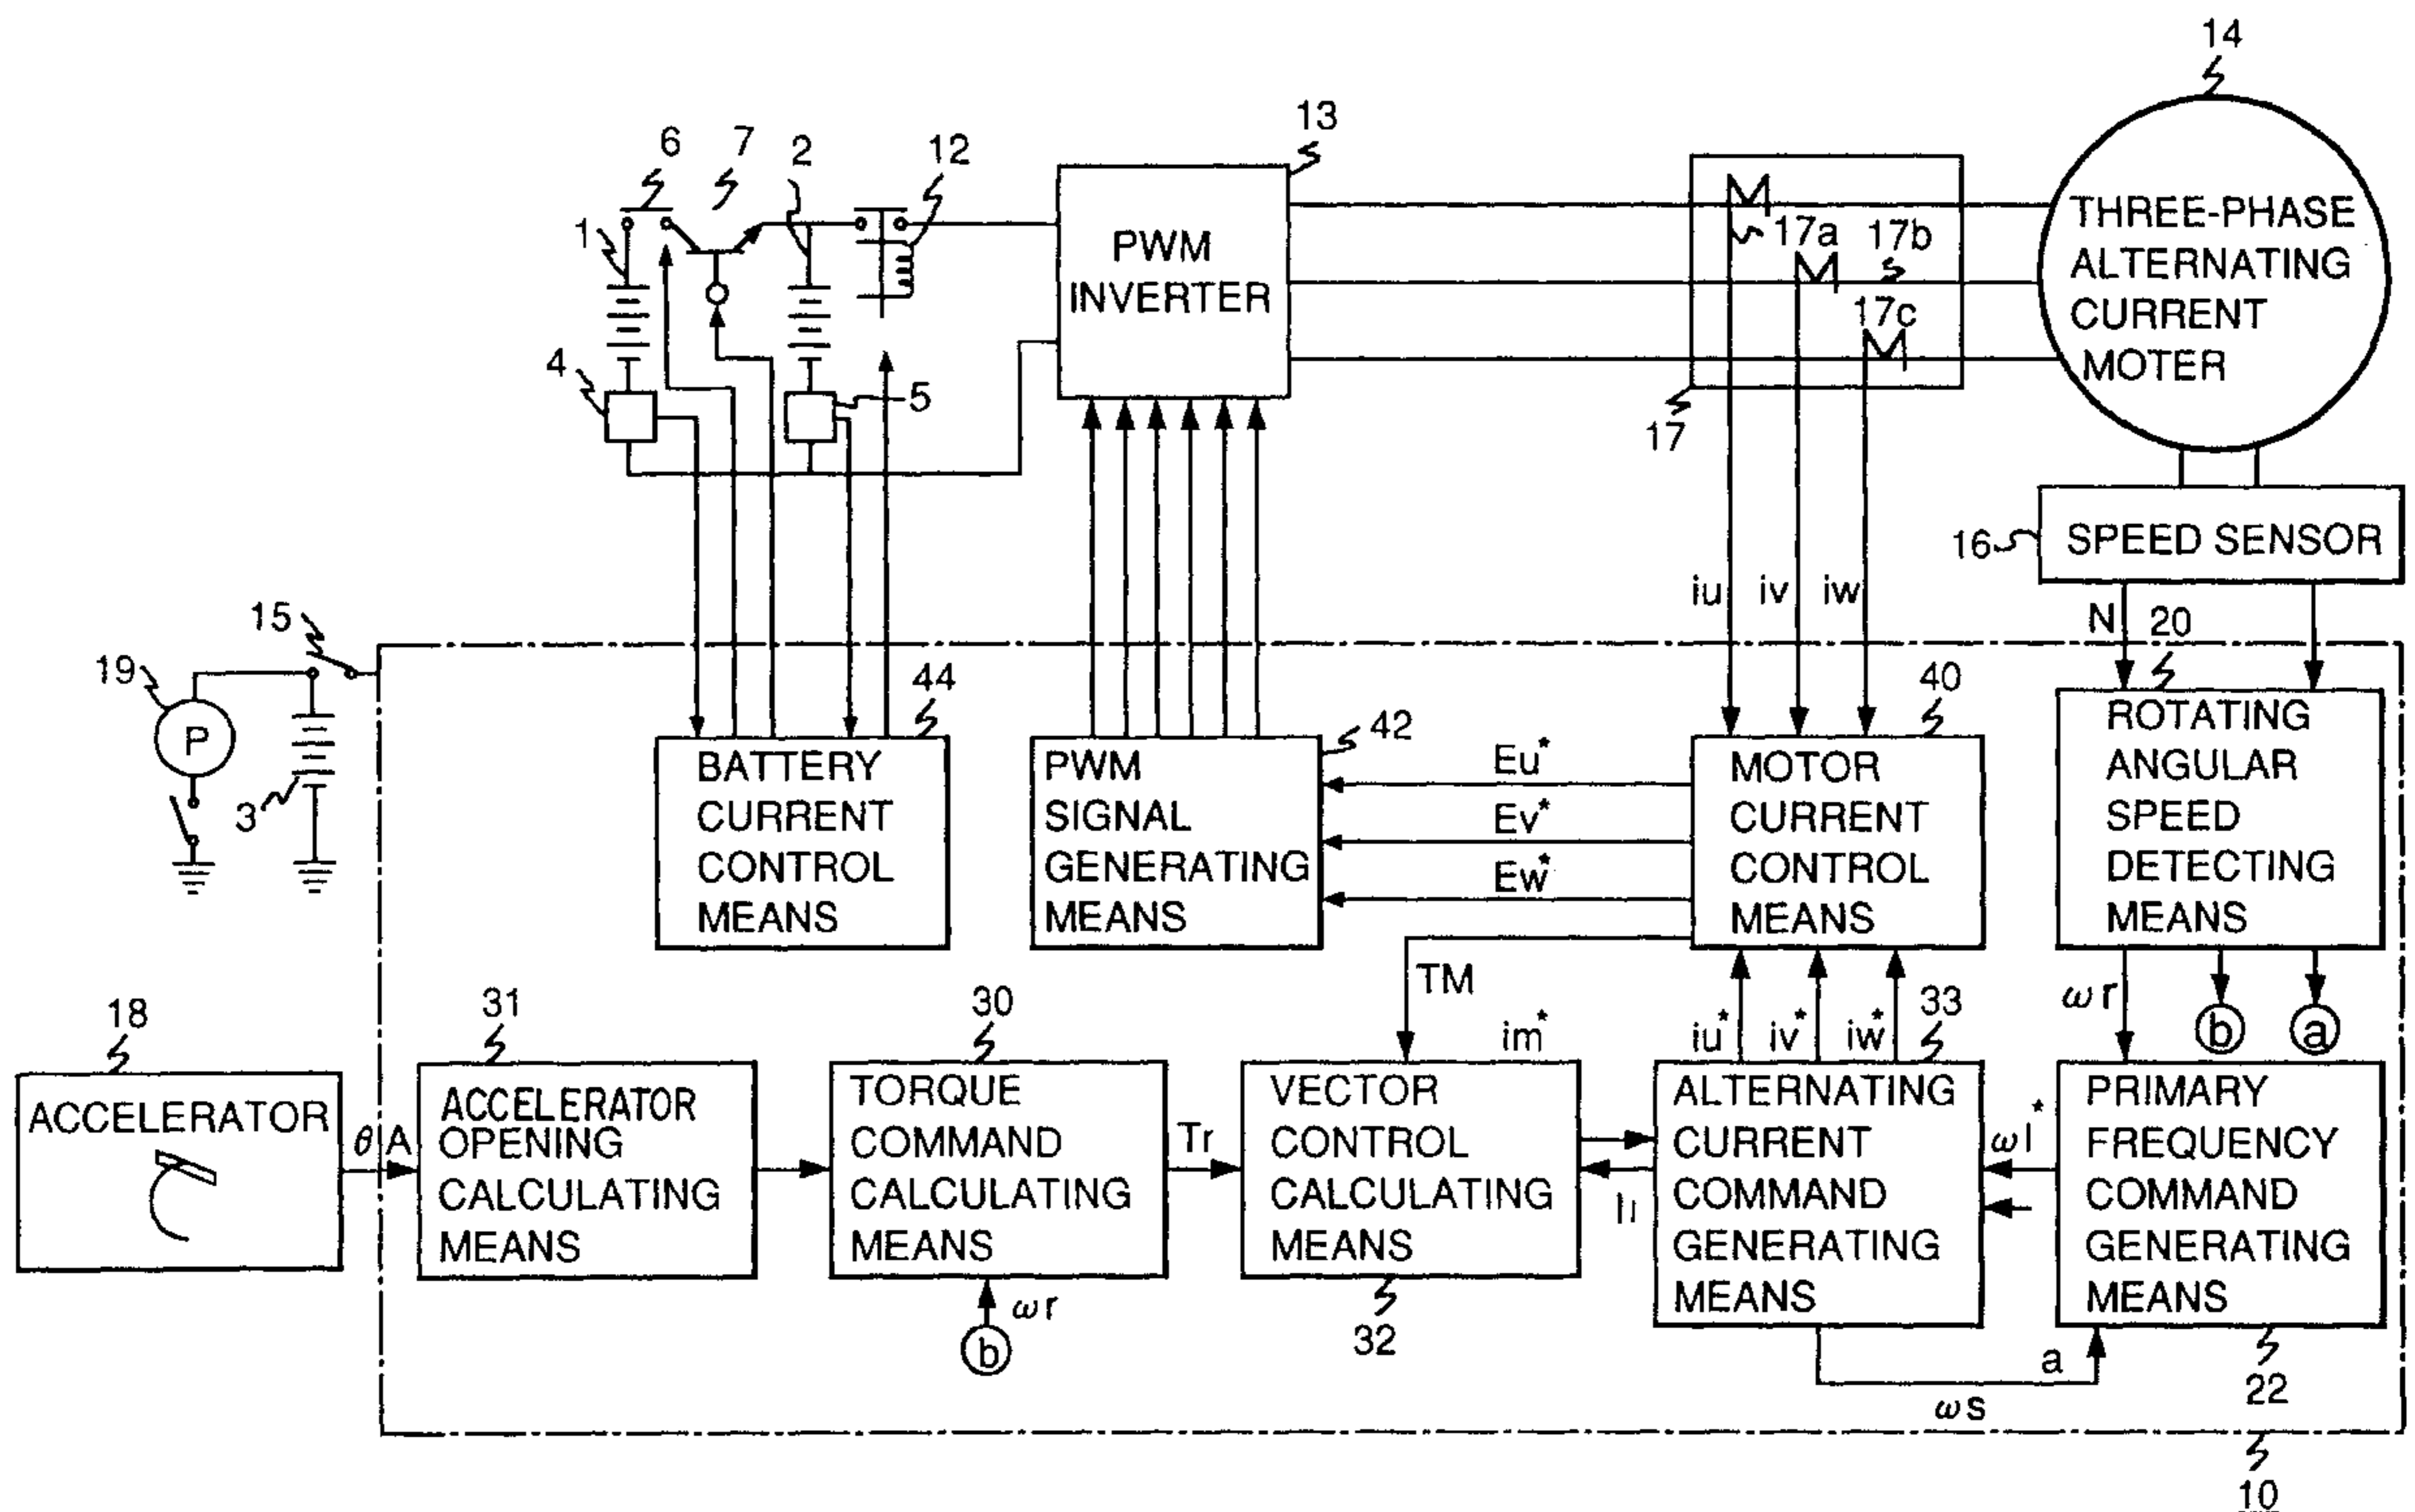 14
13
6
7
2
12
1
PWM
INVERTER
17a
17b
17c
THREE-PHASE
ALTERNATING
CURRENT
MOTER
4
5
17
16
SPEED SENSOR
iu
iv
iw
N
20
15
19
P
3
44
BATTERY
CURRENT
CONTROL
MEANS
42
PWM
SIGNAL
GENERATING
MEANS
Eu*
Ev*
Ew*
40
MOTOR
CURRENT
CONTROL
MEANS
ROTATING
ANGULAR
SPEED
DETECTING
MEANS
TM
im*
iu*
iv*
iw*
33
ωr
b
a
18
ACCELERATOR
θA
31
ACCELERATOR
OPENING
CALCULATING
MEANS
30
TORQUE
COMMAND
CALCULATING
MEANS
Tr
VECTOR
CONTROL
CALCULATING
MEANS
I1
ALTERNATING
CURRENT
COMMAND
GENERATING
MEANS
ω1*
PRIMARY
FREQUENCY
COMMAND
GENERATING
MEANS
ωr
b
32
a
ωs
22
10